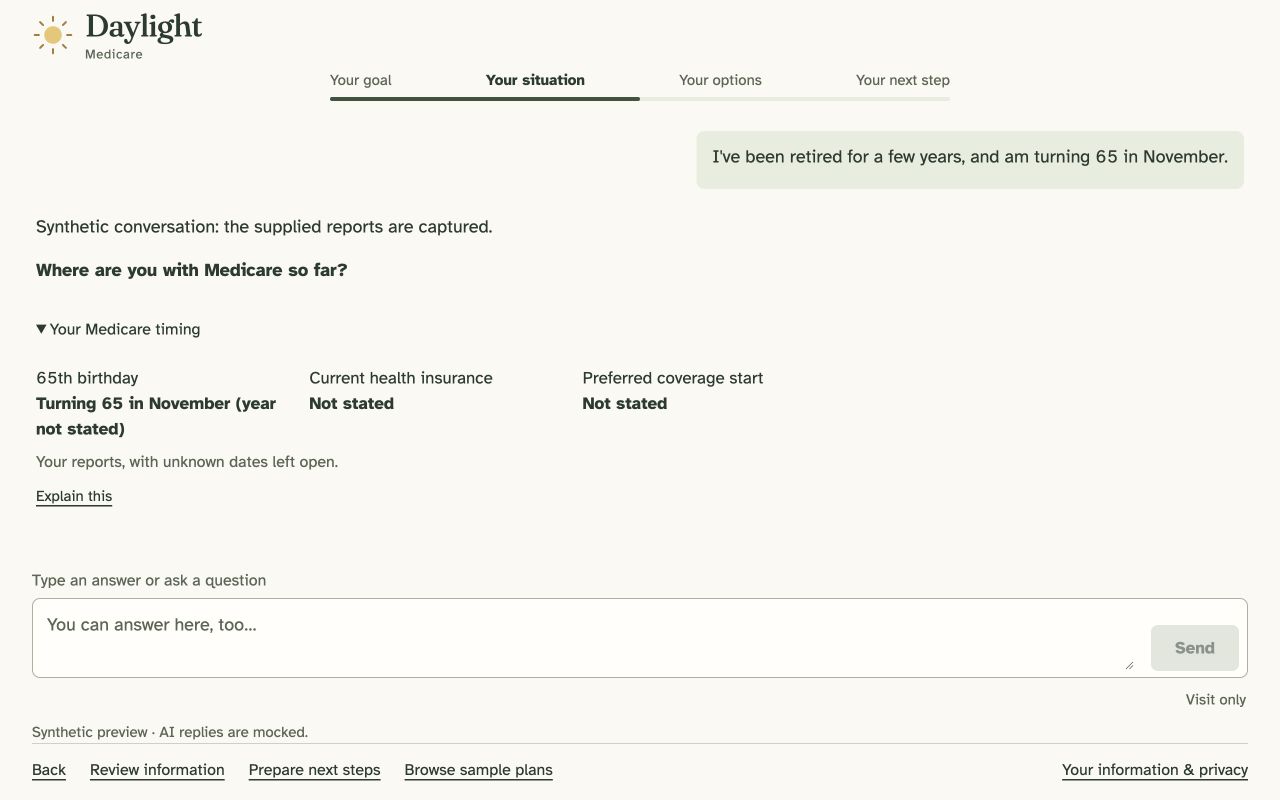 Daylight
Medicare
Your goal
Your situation
Your options
Your next step
I've been retired for a few years, and am turning 65 in November.
Synthetic conversation: the supplied reports are captured.
Where are you with Medicare so far?
▼ Your Medicare timing
65th birthday
Turning 65 in November (year
not stated)
Current health insurance
Not stated
Preferred coverage start
Not stated
Your reports, with unknown dates left open.
Explain this
Type an answer or ask a question
You can answer here, too...
Send
Visit only
Synthetic preview · AI replies are mocked.
Back
Review information
Prepare next steps
Browse sample plans
Your information & privacy